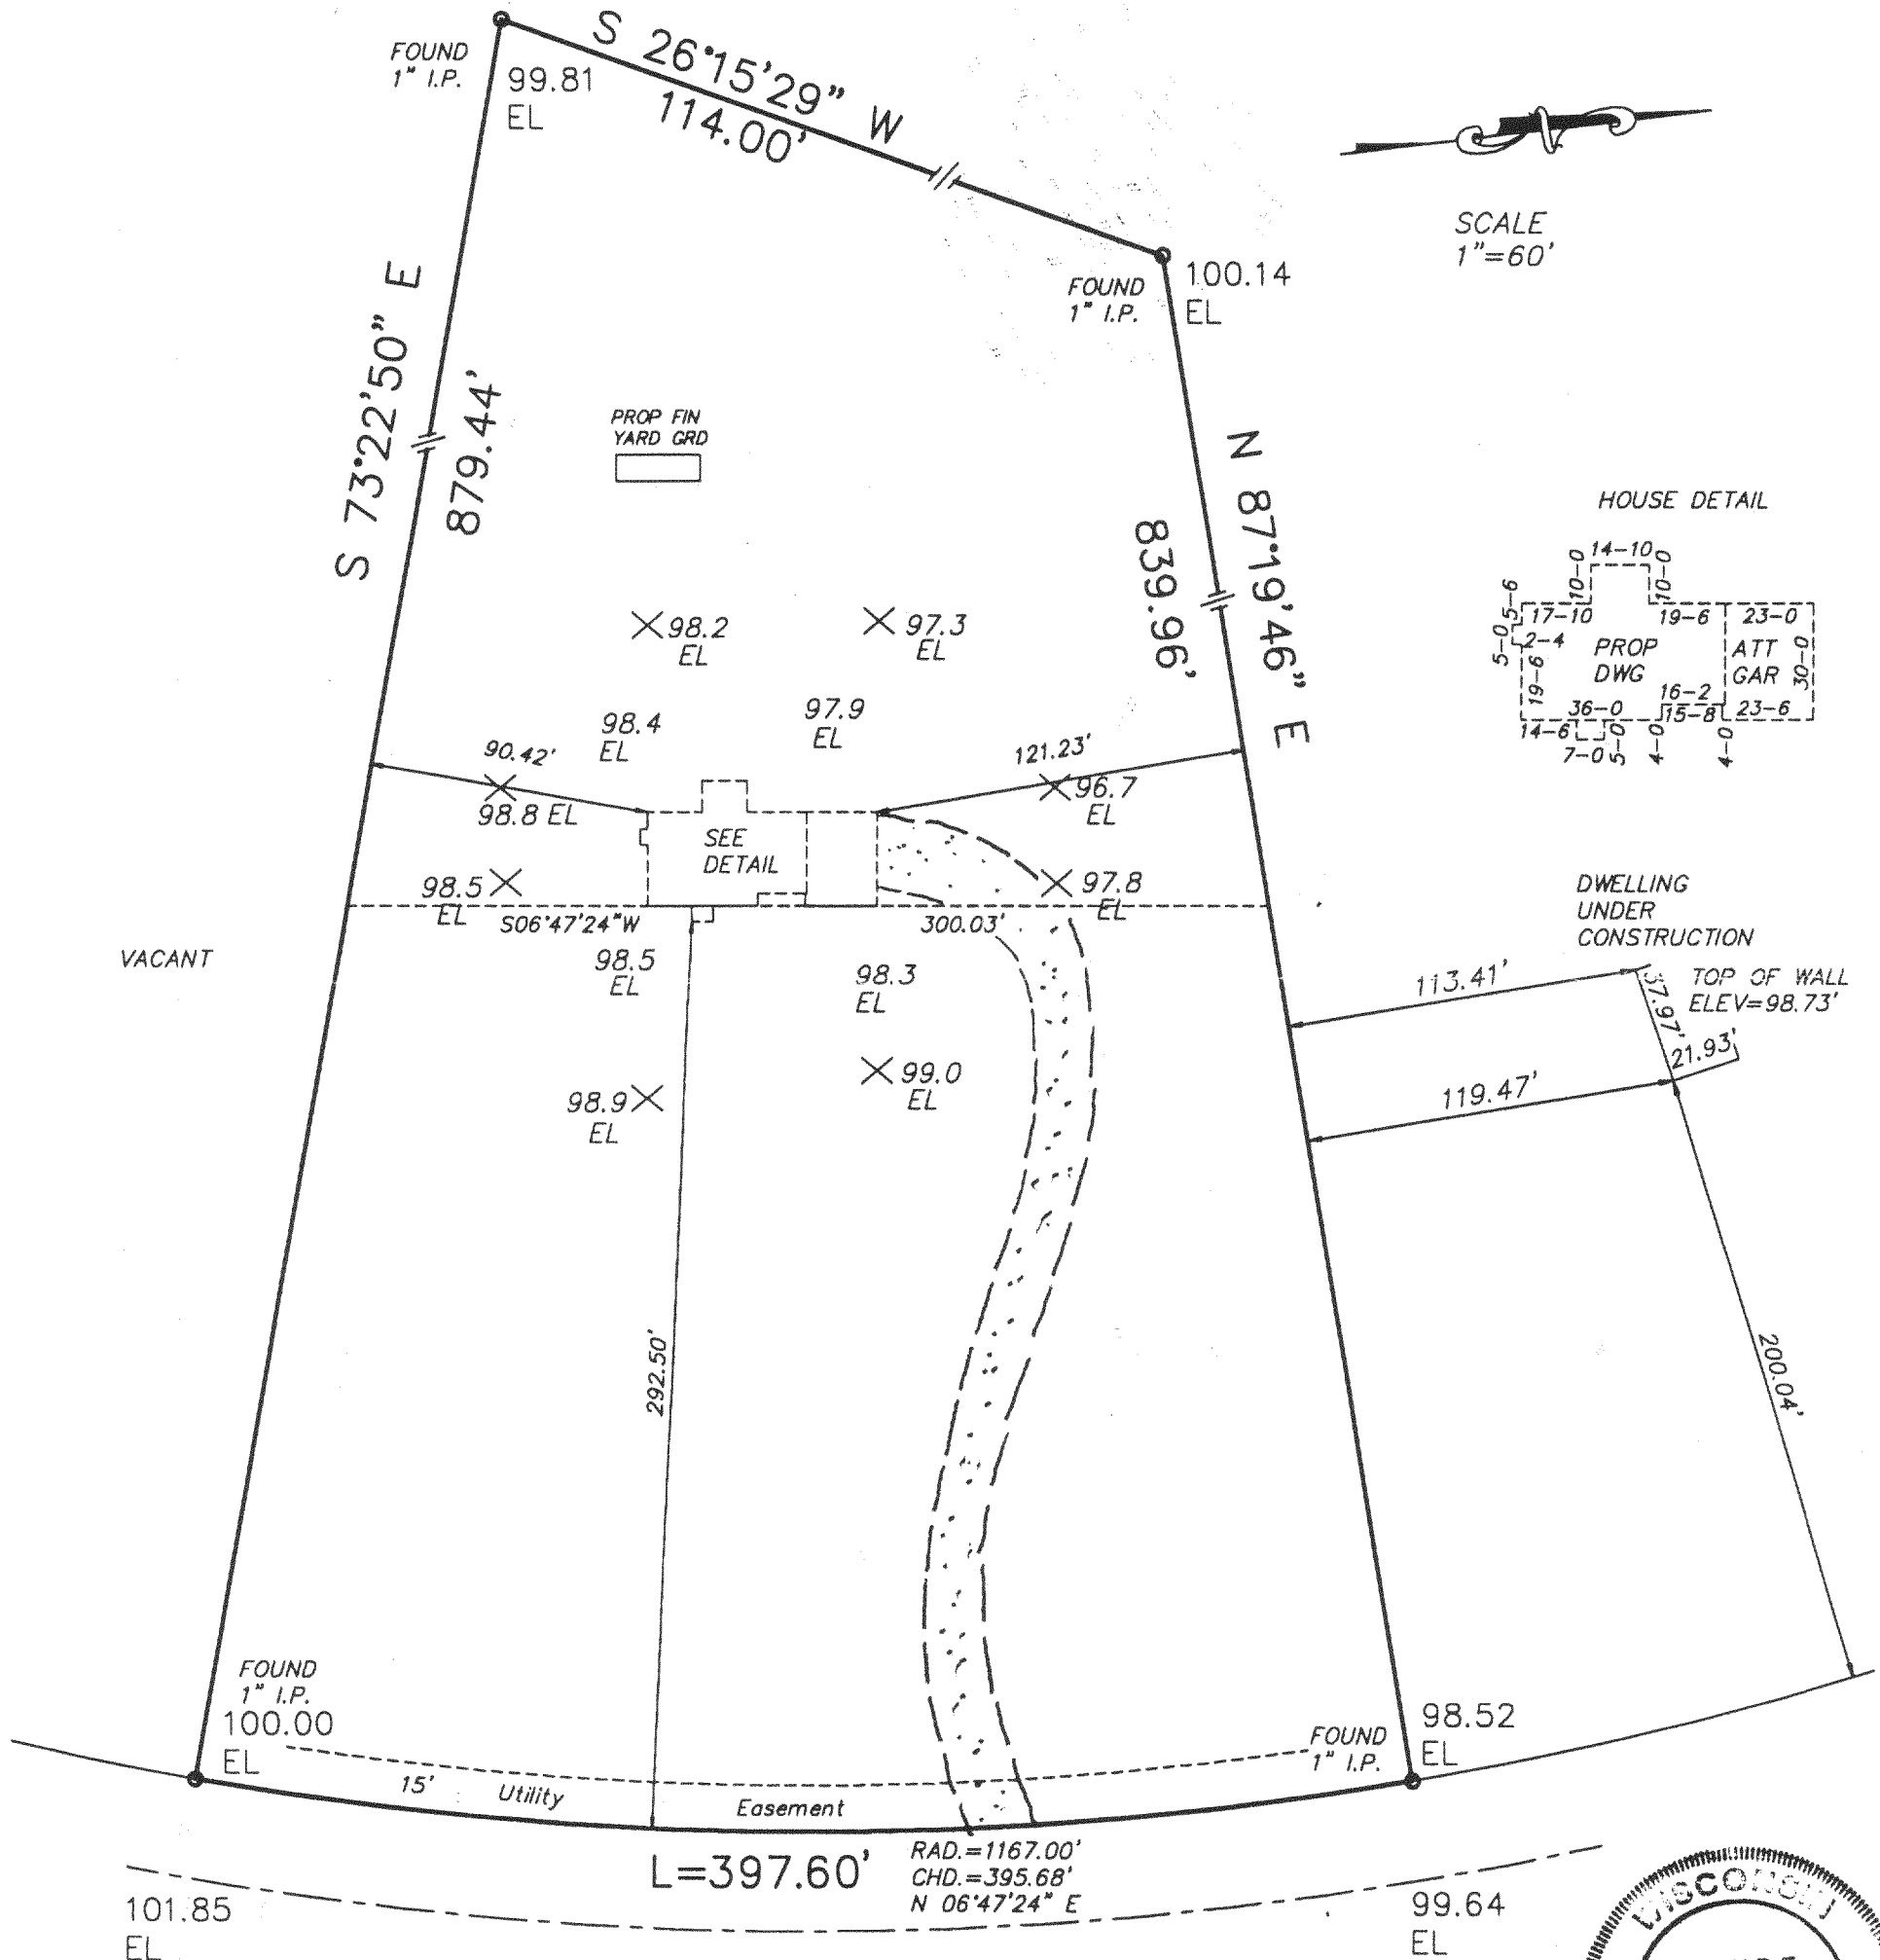 S 26°15'29" W
114.00'
FOUND
1" I.P.
99.81
EL
SCALE
1"=60'
FOUND
1" I.P.
100.14
EL
S 73°22'50" E
879.44'
PROP FIN
YARD GRD
N 87°19'46" E
839.96'
HOUSE DETAIL
14-10
10-0
10-0
5-6
17-10
19-6
23-0
5-0
2-4
PROP
DWG
ATT
GAR
30-0
19-6
16-2
36-0
15-8
23-6
14-6
7-0
5-0
4-0
4-0
98.2
EL
97.3
EL
98.4
EL
97.9
EL
90.42'
121.23'
98.8 EL
96.7
EL
SEE
DETAIL
98.5
EL
97.8
EL
S06°47'24"W
300.03'
VACANT
98.5
EL
98.3
EL
DWELLING
UNDER
CONSTRUCTION
TOP OF WALL
ELEV=98.73'
113.41'
37.97'
21.93'
119.47'
98.9
EL
99.0
EL
292.50'
200.04'
FOUND
1" I.P.
100.00
EL
FOUND
1" I.P.
98.52
EL
15' Utility Easement
L=397.60'
RAD.=1167.00'
CHD.=395.68'
N 06°47'24" E
101.85
EL
99.64
EL
WISCONSIN